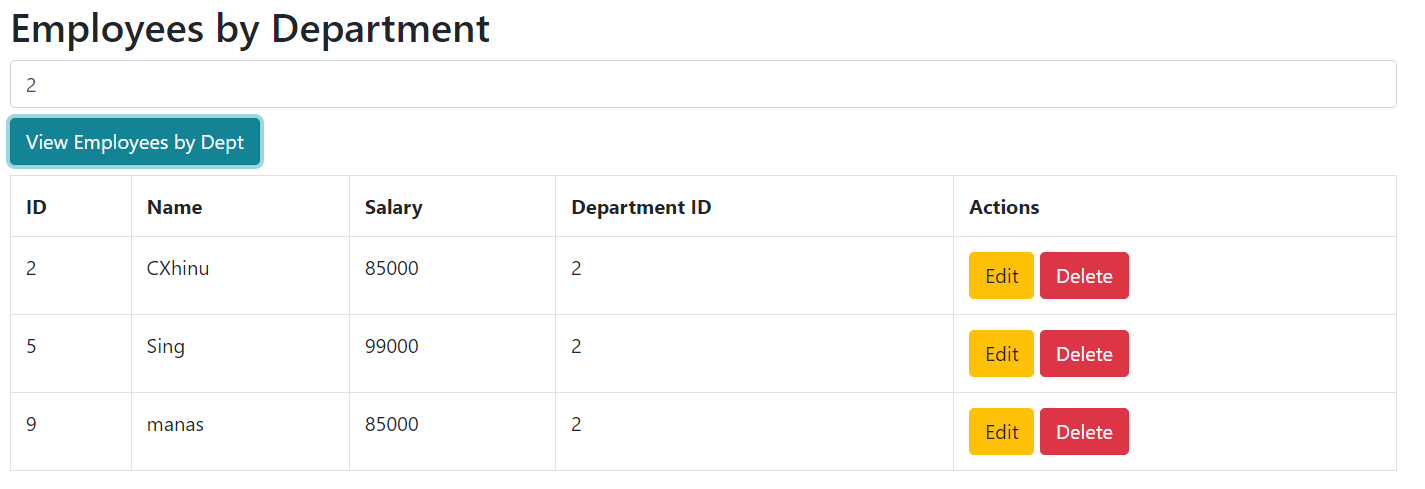 Employees by Department
2
View Employees by Dept
ID Name Salary Department ID Actions
2 CXhinu 85000 2 Edit Delete
5 Sing 99000 2 Edit Delete
9 manas 85000 2 Edit Delete